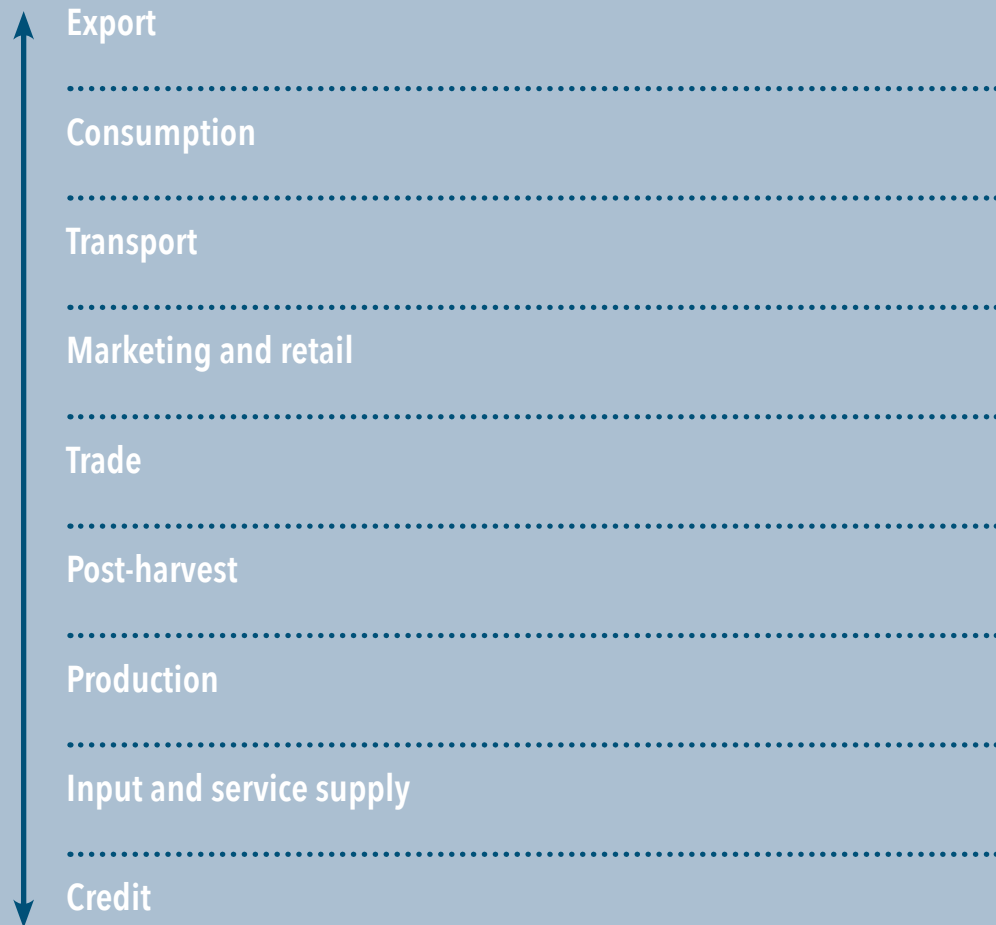 Export
Consumption
Transport
Marketing and retail
Trade
Post-harvest
Production
Input and service supply
Credit